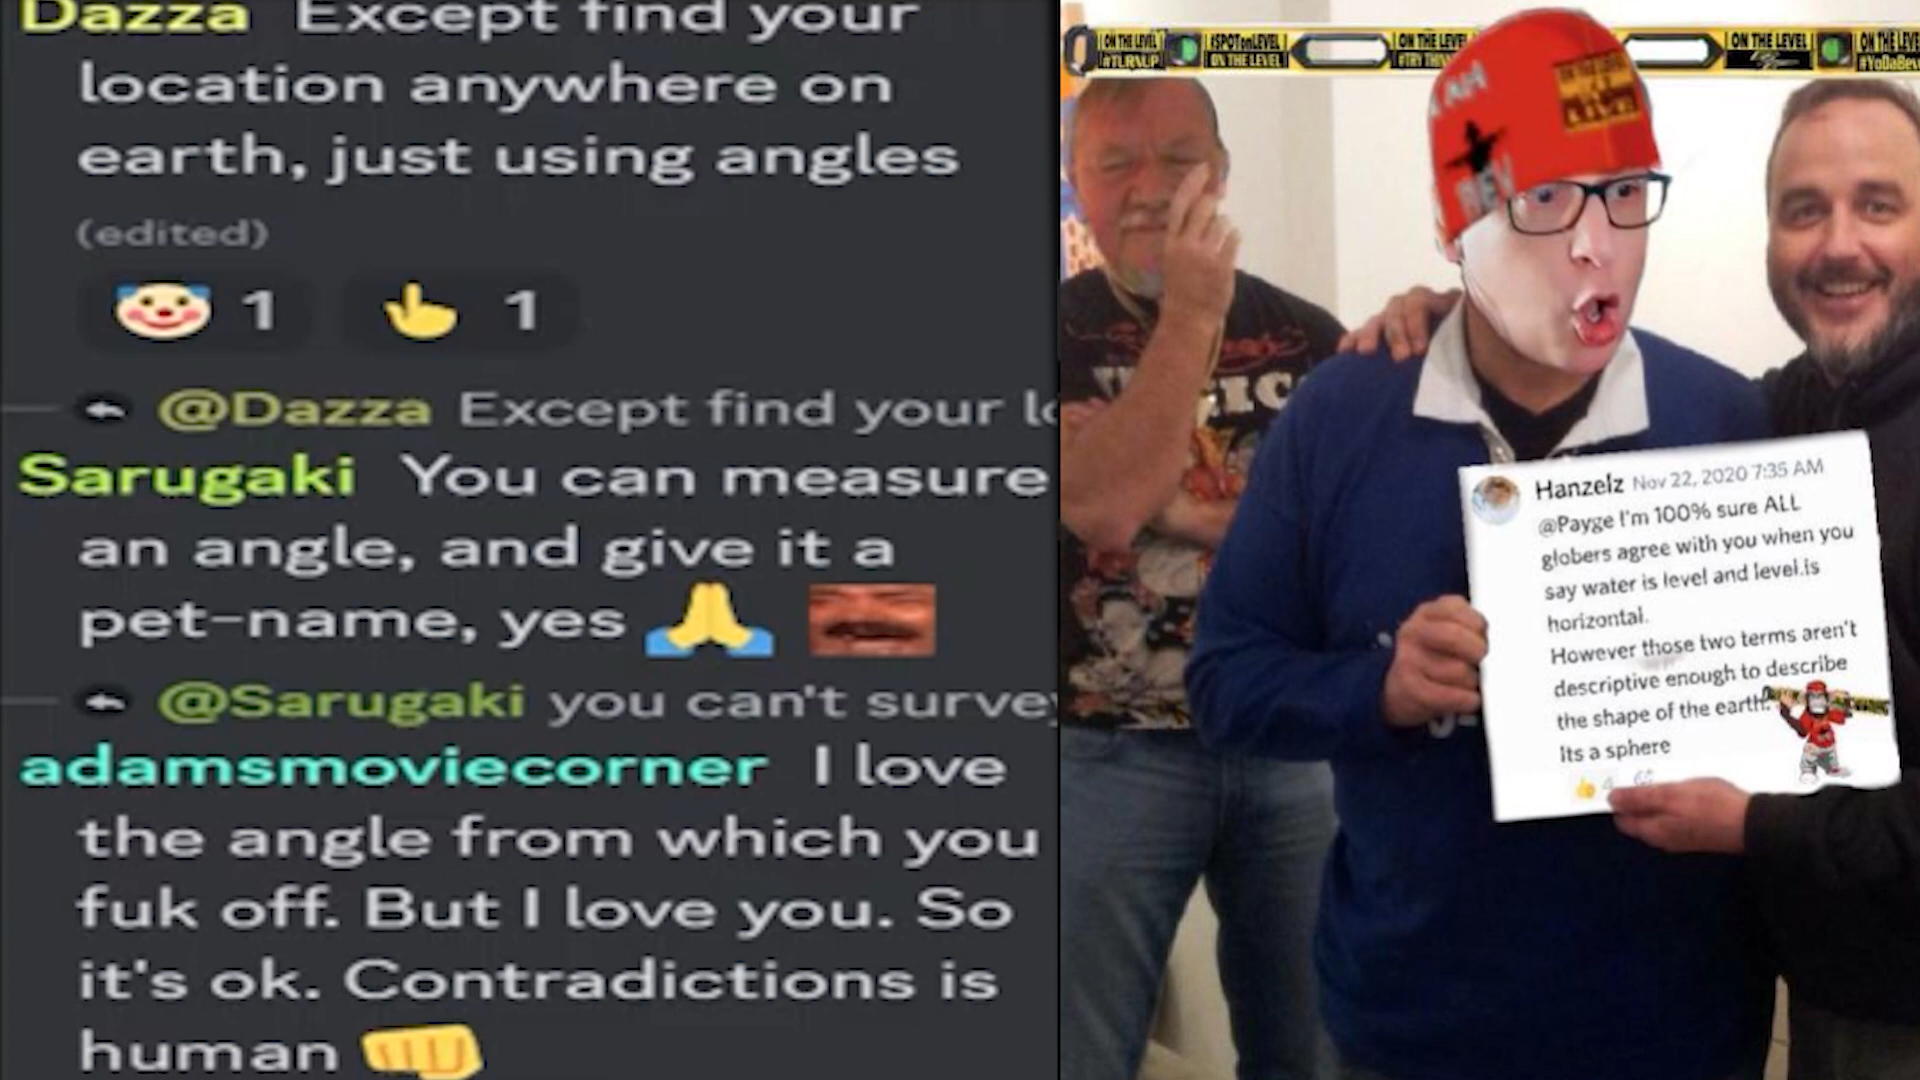 Dazza Except find your
location anywhere on
earth, just using angles
(edited)
1 1
@Dazza Except find your
Sarugaki You can measure
an angle, and give it a
pet-name, yes
@Sarugaki you can't survey
adamsmoviecorner I love
the angle from which you
fuk off. But I love you. So
it's ok. Contradictions is
human
ON THE LEVEL
#TURNUP
#SPOTonLEVEL
ON THE LEVEL
ON THE LEVEL
ON THE LEVEL
BEV
LEVEL
Hanzelz Nov 22, 2020 7:35 AM
@Payge I'm 100% sure ALL
globers agree with you when you
say water is level and level.is
horizontal.
However those two terms aren't
descriptive enough to describe
the shape of the earth.
Its a sphere